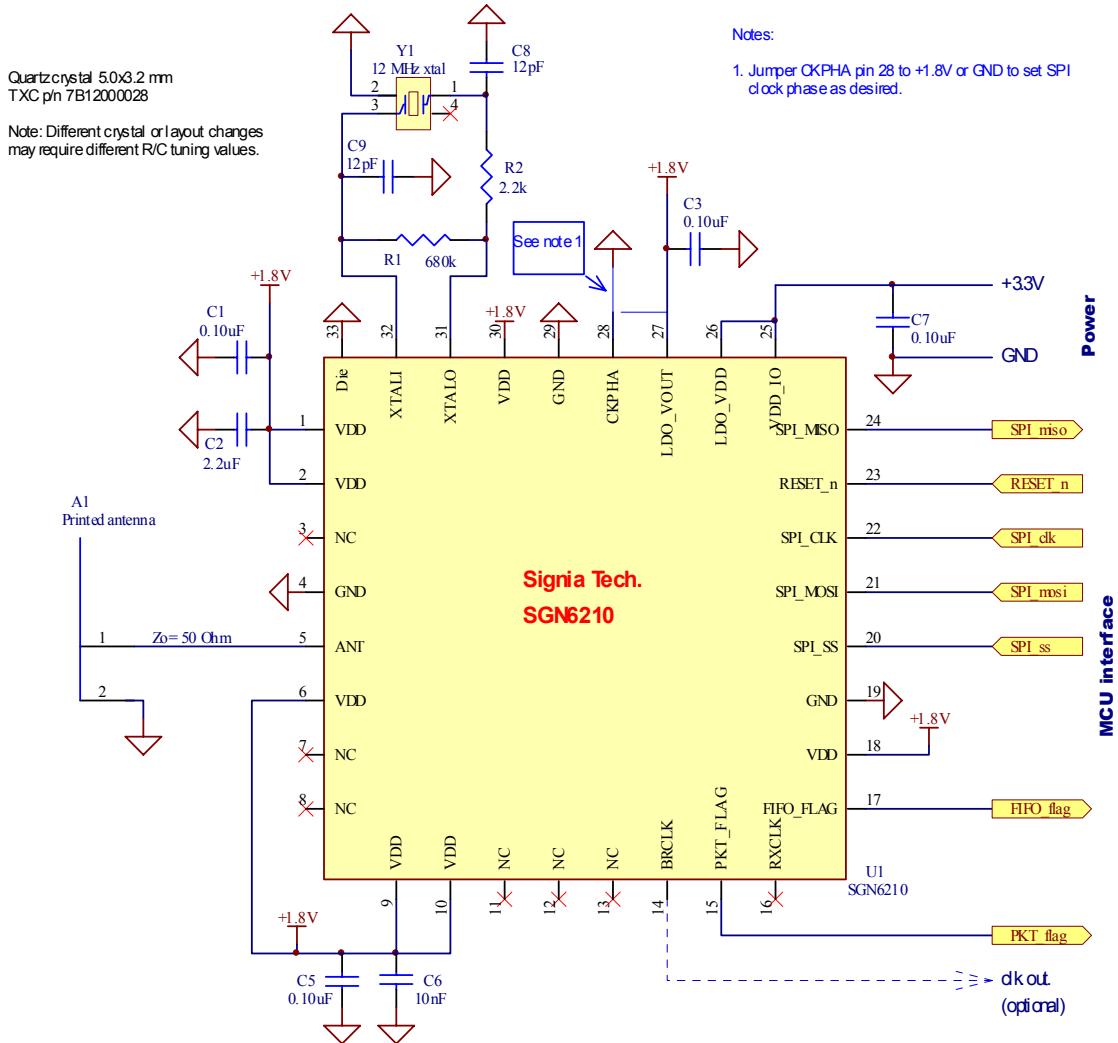 Quartz crystal 5.0x3.2 mm
TXC p/n 7B12000028
Note: Different crystal or layout changes
may require different R/C tuning values.
Y1
12 MHz xtal
2
3
1
4
C8
12pF
C9
12pF
R2
2.2k
R1
680k
Notes:
1. Jumper CKPHA pin 28 to +1.8V or GND to set SPI
clock phase as desired.
See note 1
+1.8V
C3
0.10uF
+1.8V
C1
0.10uF
C2
2.2uF
+1.8V
+3.3V
C7
0.10uF
GND
Power
33
32
31
30
29
28
27
26
25
Die
XTALI
XTALO
VDD
GND
CKPHA
LDO_VOUT
LDO_VDD
VDD_IO
1
VDD
2
VDD
3
NC
4
GND
5
ANT
6
VDD
7
NC
8
NC
A1
Printed antenna
1
Zo= 50 Ohm
2
Signia Tech.
SGN6210
SPI_MISO
24
SPI_miso
RESET_n
23
RESET_n
SPI_CLK
22
SPI_clk
SPI_MOSI
21
SPI_mosi
SPI_SS
20
SPI_ss
GND
19
VDD
18
+1.8V
FIFO_FLAG
17
FIFO_flag
MCU interface
VDD
VDD
NC
NC
NC
BRCLK
PKT_FLAG
RXCLK
9
10
11
12
13
14
15
16
U1
SGN6210
+1.8V
C5
0.10uF
C6
10nF
PKT_flag
clk out.
(optional)